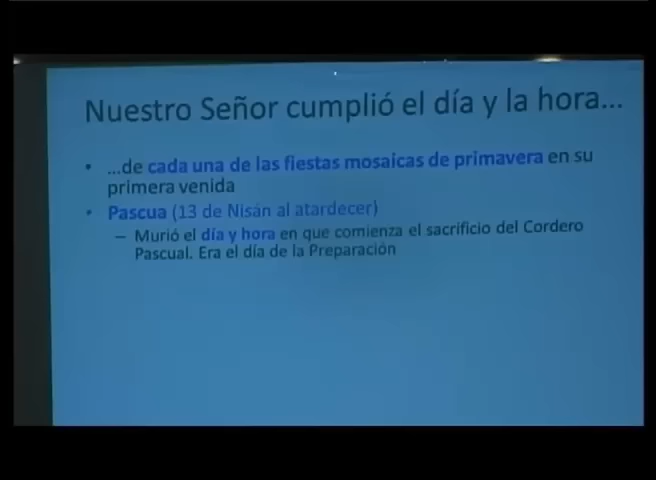 Nuestro Señor cumplió el día y la hora...
• ...de cada una de las fiestas mosaicas de primavera en su
primera venida
• Pascua (13 de Nisán al atardecer)
– Murió el día y hora en que comienza el sacrificio del Cordero
Pascual. Era el día de la Preparación